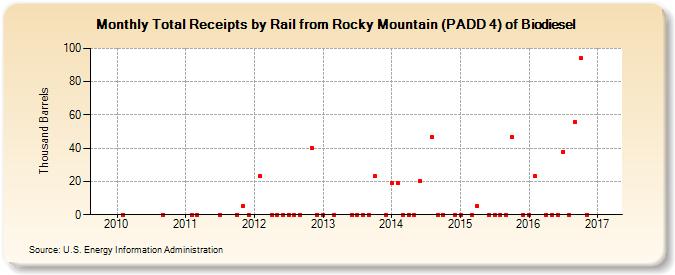 Monthly Total Receipts by Rail from Rocky Mountain (PADD 4) of Biodiesel
Thousand Barrels
100
80
60
40
20
0
2010 2011 2012 2013 2014 2015 2016 2017
Source: U.S. Energy Information Administration